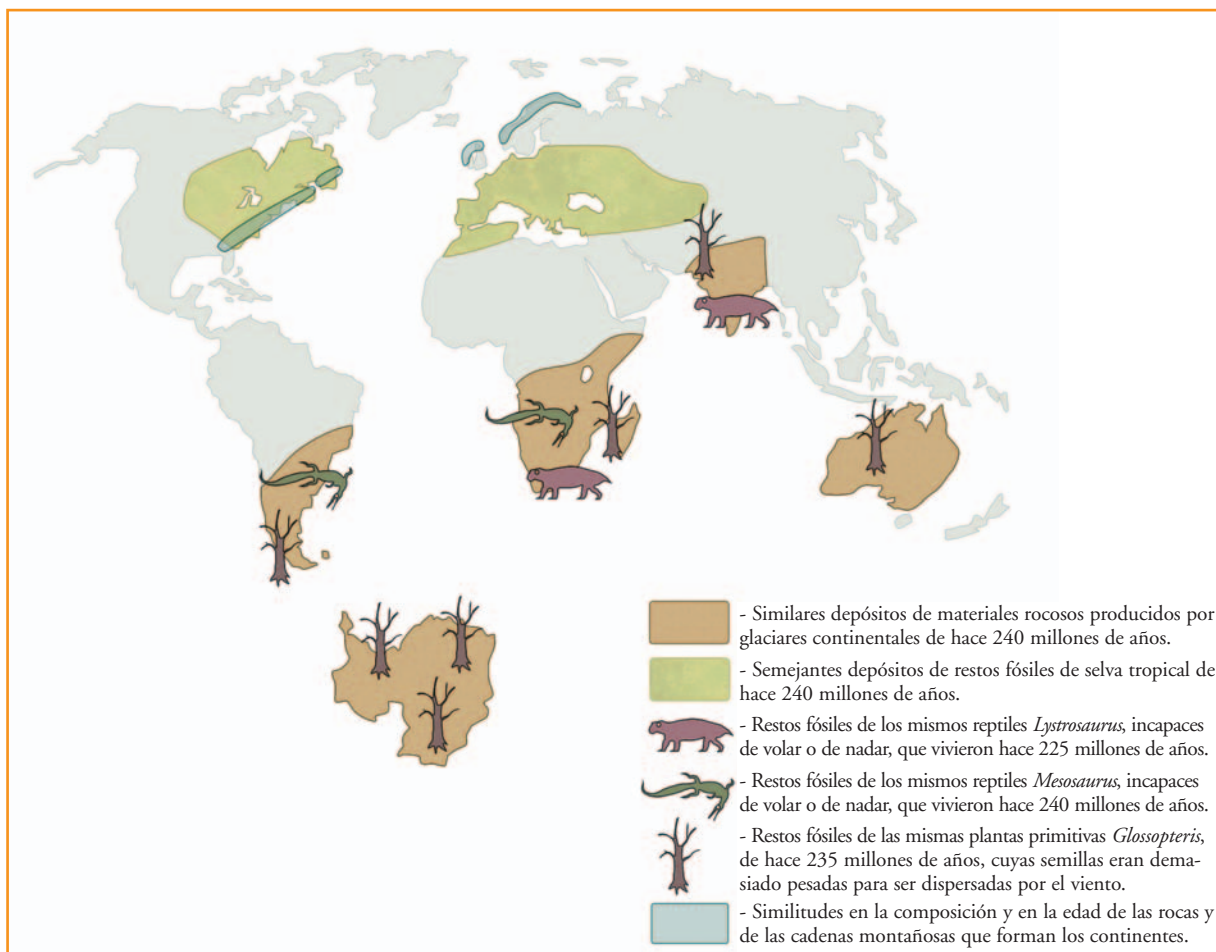 - Similares depósitos de materiales rocosos producidos por
glaciares continentales de hace 240 millones de años.
- Semejantes depósitos de restos fósiles de selva tropical de
hace 240 millones de años.
- Restos fósiles de los mismos reptiles Lystrosaurus, incapaces
de volar o de nadar, que vivieron hace 225 millones de años.
- Restos fósiles de los mismos reptiles Mesosaurus, incapaces
de volar o de nadar, que vivieron hace 240 millones de años.
- Restos fósiles de las mismas plantas primitivas Glossopteris,
de hace 235 millones de años, cuyas semillas eran dema-
siado pesadas para ser dispersadas por el viento.
- Similitudes en la composición y en la edad de las rocas y
de las cadenas montañosas que forman los continentes.